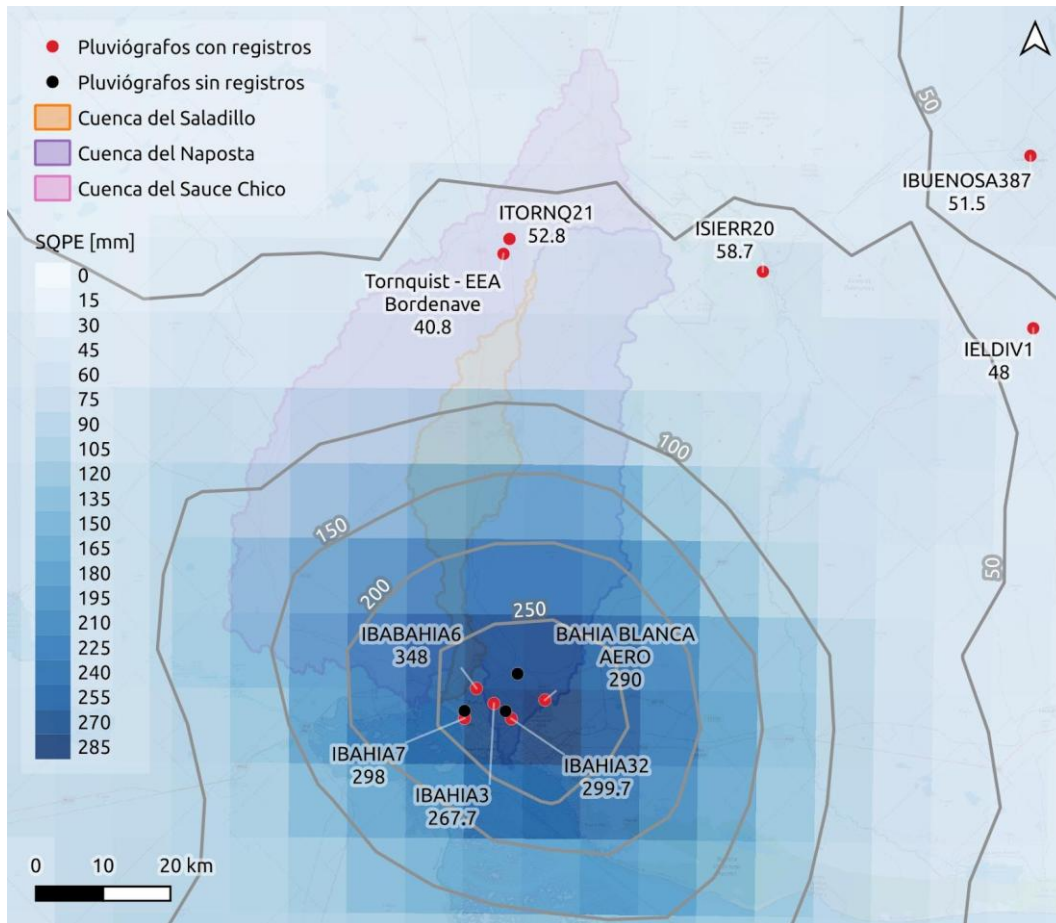 Pluviógrafos con registros
Pluviógrafos sin registros
Cuenca del Saladillo
Cuenca del Naposta
Cuenca del Sauce Chico
SQPE [mm]
0
15
30
45
60
75
90
105
120
135
150
165
180
195
210
225
240
255
270
285
50
IBUENOSA387
51.5
ITORNQ21
52.8
ISIERR20
58.7
Tornquist - EEA
Bordenave
40.8
IELDIV1
48
100
150
200
250
50
IBABAHIA6
348
BAHIA BLANCA
AERO
290
IBAHIA7
298
IBAHIA3
267.7
IBAHIA32
299.7
0 10 20 km